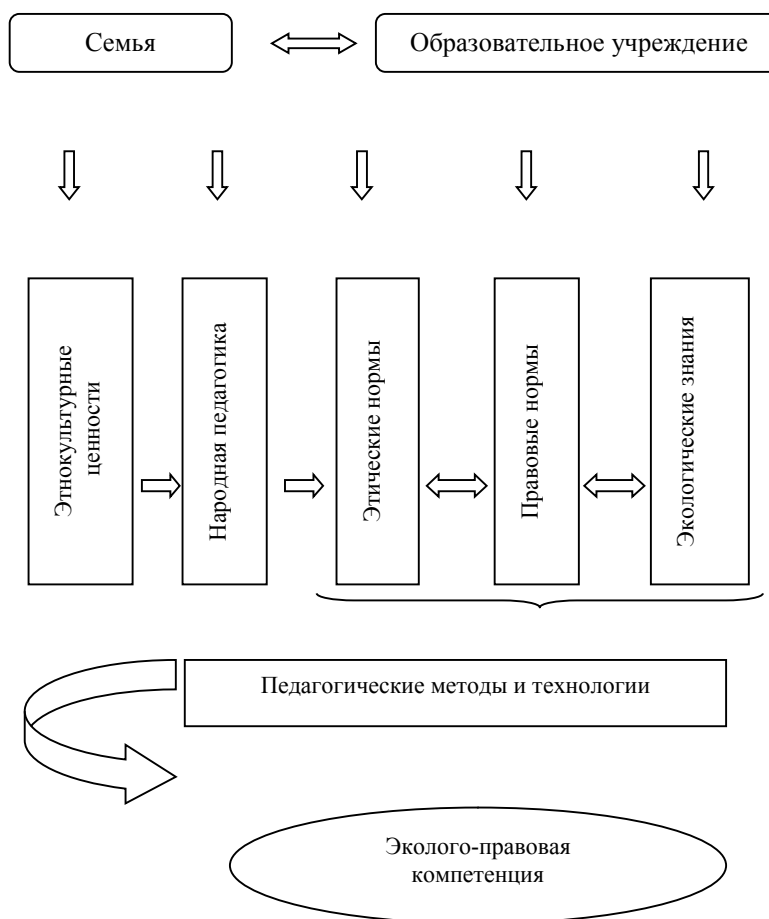 Семья
Образовательное учреждение
Этнокультурные
ценности
Народная педагогика
Этические нормы
Правовые нормы
Экологические знания
Педагогические методы и технологии
Эколого-правовая
компетенция